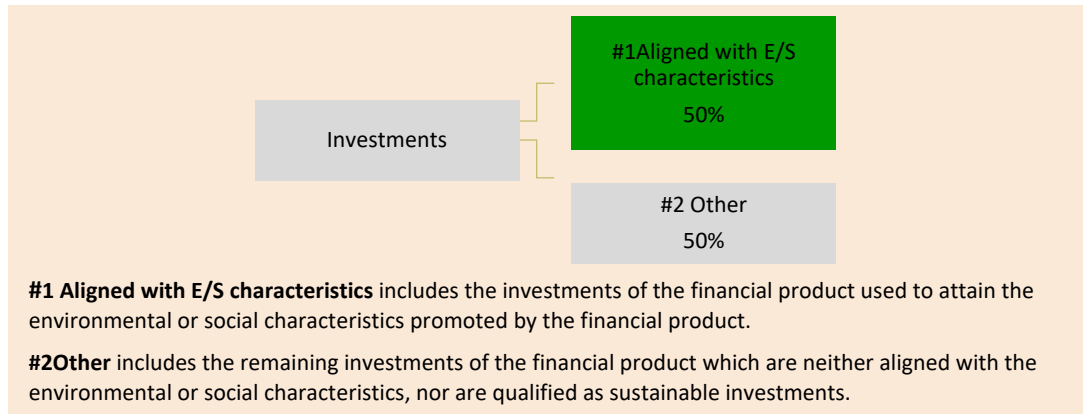 #1Aligned with E/S
characteristics
50%
Investments
#2 Other
50%
#1 Aligned with E/S characteristics includes the investments of the financial product used to attain the
environmental or social characteristics promoted by the financial product.
#2Other includes the remaining investments of the financial product which are neither aligned with the
environmental or social characteristics, nor are qualified as sustainable investments.